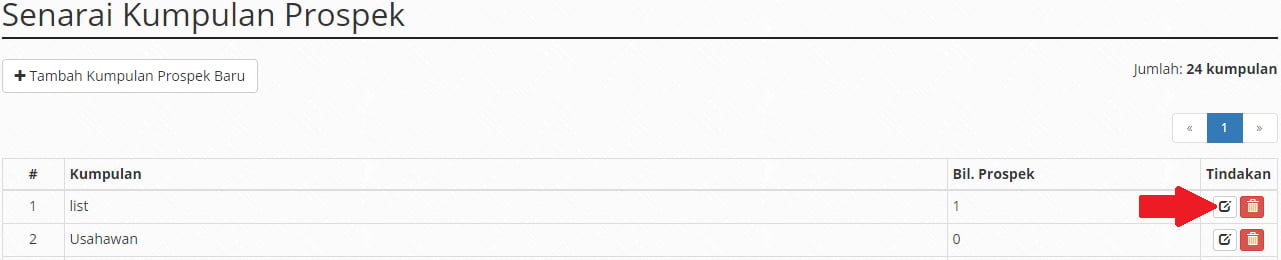 Senarai Kumpulan Prospek
+ Tambah Kumpulan Prospek Baru
Jumlah: 24 kumpulan
« 1 »
# Kumpulan Bil. Prospek Tindakan
1 list 1
2 Usahawan 0